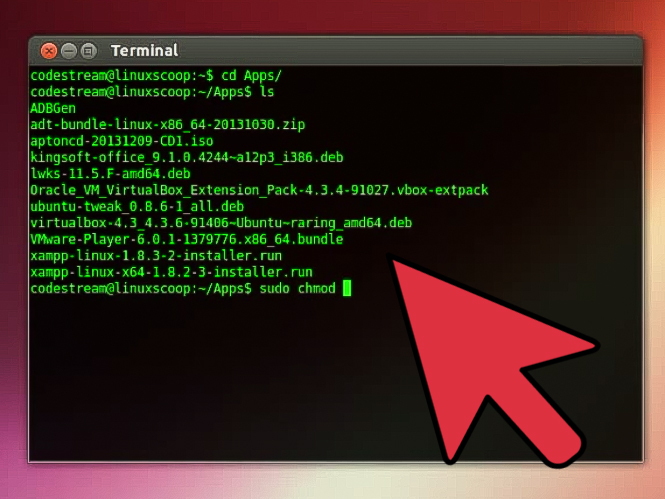 Terminal
codestream@linuxscoop:~$ cd Apps/
codestream@linuxscoop:~/Apps$ ls
ADBGen
adt-bundle-linux-x86_64-20131030.zip
aptoncd-20131209-CD1.iso
kingsoft-office_9.1.0.4244~a12p3_i386.deb
lwks-11.5.F-amd64.deb
Oracle_VM_VirtualBox_Extension_Pack-4.3.4-91027.vbox-extpack
ubuntu-tweak_0.8.6-1_all.deb
virtualbox-4.3_4.3.6-91406~Ubuntu~raring_amd64.deb
VMware-Player-6.0.1-1379776.x86_64.bundle
xampp-linux-1.8.3-2-installer.run
xampp-linux-x64-1.8.2-3-installer.run
codestream@linuxscoop:~/Apps$ sudo chmod